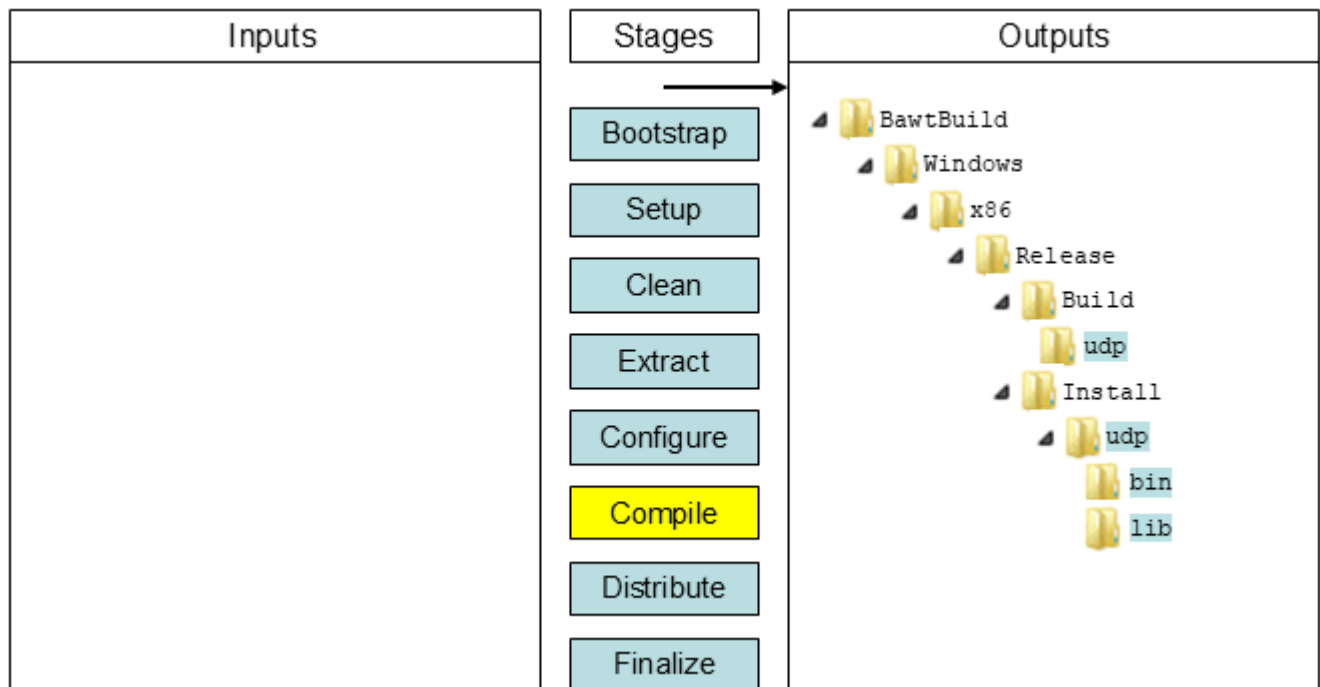 Inputs
Stages
Outputs
Bootstrap
Setup
Clean
Extract
Configure
Compile
Distribute
Finalize
BawtBuild
Windows
x86
Release
Build
udp
Install
udp
bin
lib